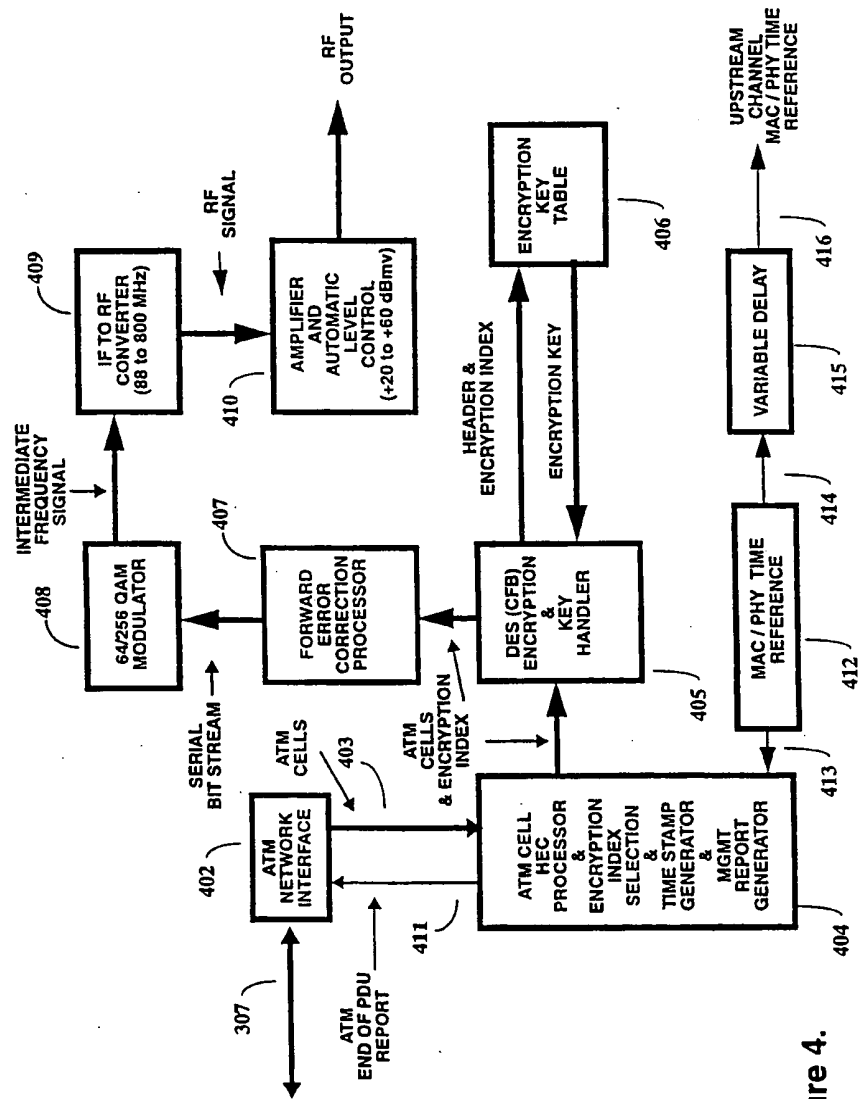 307
402
ATM
NETWORK
INTERFACE
ATM
END OF PDU
REPORT
411
ATM
CELLS
403
ATM CELL
HEC
PROCESSOR
&
ENCRYPTION
INDEX
SELECTION
&
TIME STAMP
GENERATOR
&
MGMT
REPORT
GENERATOR
404
ATM
CELLS
& ENCRYPTION
INDEX
DES (CFB)
ENCRYPTION
&
KEY
HANDLER
405
HEADER &
ENCRYPTION INDEX
ENCRYPTION KEY
ENCRYPTION
KEY
TABLE
406
FORWARD
ERROR
CORRECTION
PROCESSOR
407
SERIAL
BIT STREAM
64/256 QAM
MODULATOR
408
INTERMEDIATE
FREQUENCY
SIGNAL
IF TO RF
CONVERTER
(88 to 800 MHz)
409
RF
SIGNAL
AMPLIFIER
AND
AUTOMATIC
LEVEL
CONTROL
(+20 to +60 dBmv)
410
RF
OUTPUT
413
MAC / PHY TIME
REFERENCE
412
414
VARIABLE DELAY
415
416
UPSTREAM
CHANNEL
MAC / PHY TIME
REFERENCE
ure 4.